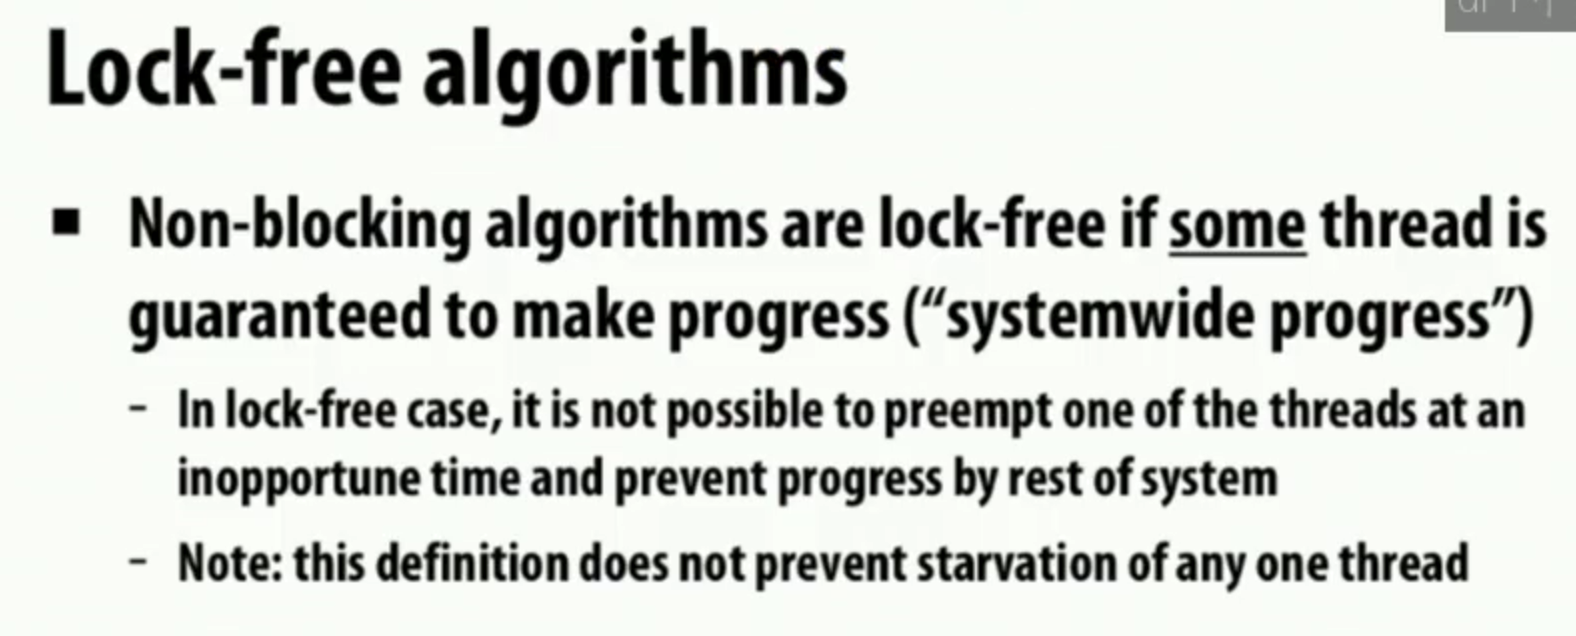 Lock-free algorithms
■ Non-blocking algorithms are lock-free if some thread is
guaranteed to make progress (“systemwide progress”)
– In lock-free case, it is not possible to preempt one of the threads at an
inopportune time and prevent progress by rest of system
– Note: this definition does not prevent starvation of any one thread